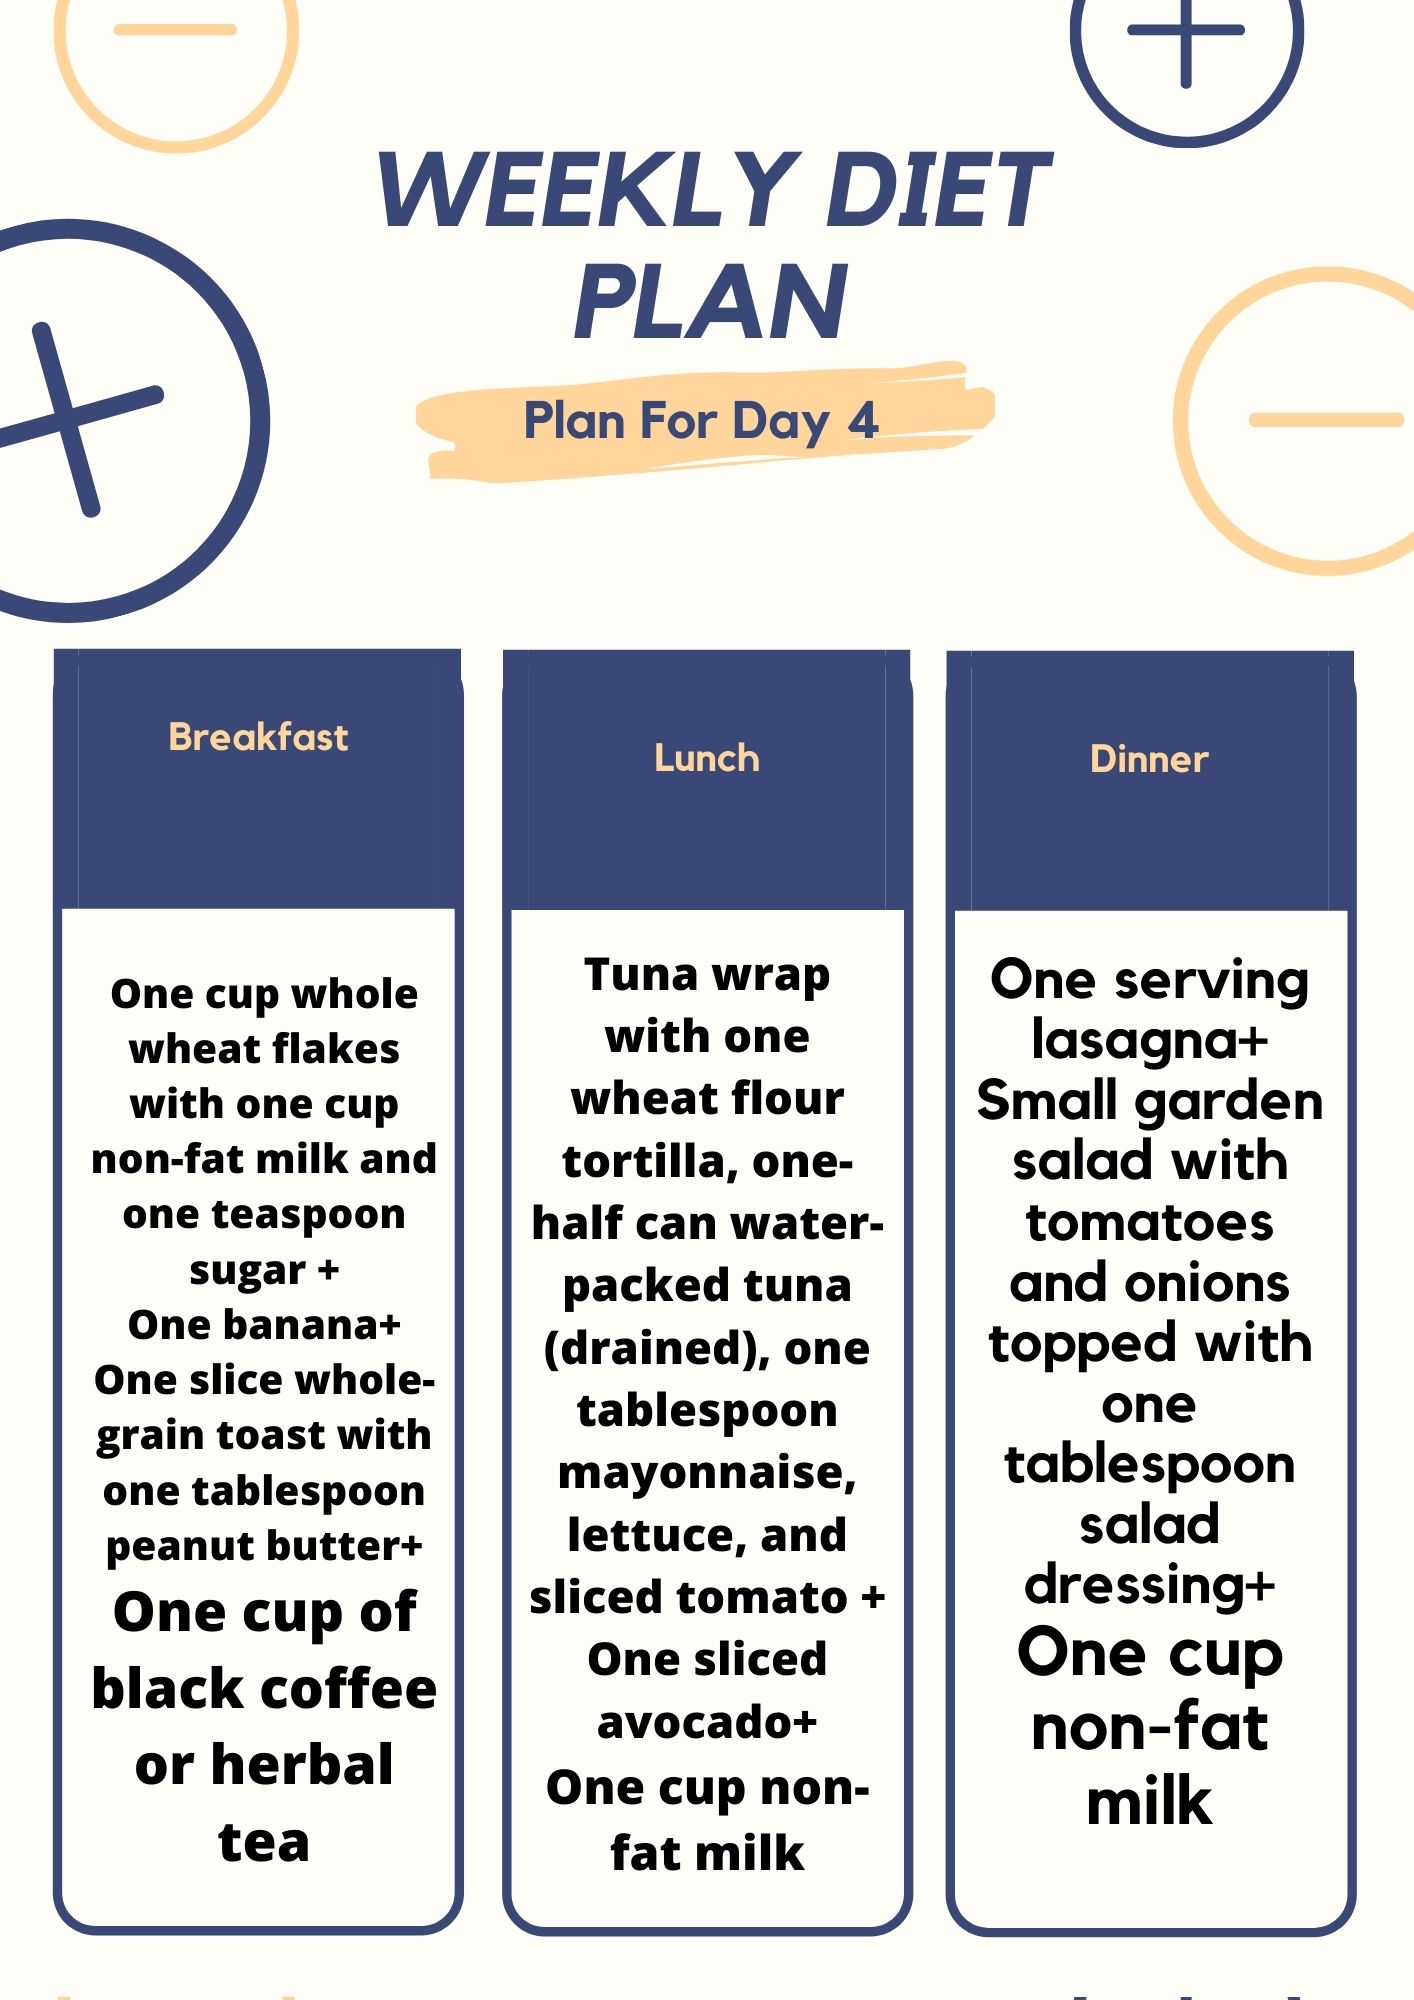 WEEKLY DIET
PLAN
Plan For Day 4
Breakfast
One cup whole
wheat flakes
with one cup
non-fat milk and
one teaspoon
sugar +
One banana+
One slice whole-
grain toast with
one tablespoon
peanut butter+
One cup of
black coffee
or herbal
tea
Lunch
Tuna wrap
with one
wheat flour
tortilla, one-
half can water-
packed tuna
(drained), one
tablespoon
mayonnaise,
lettuce, and
sliced tomato +
One sliced
avocado+
One cup non-
fat milk
Dinner
One serving
lasagna+
Small garden
salad with
tomatoes
and onions
topped with
one
tablespoon
salad
dressing+
One cup
non-fat
milk